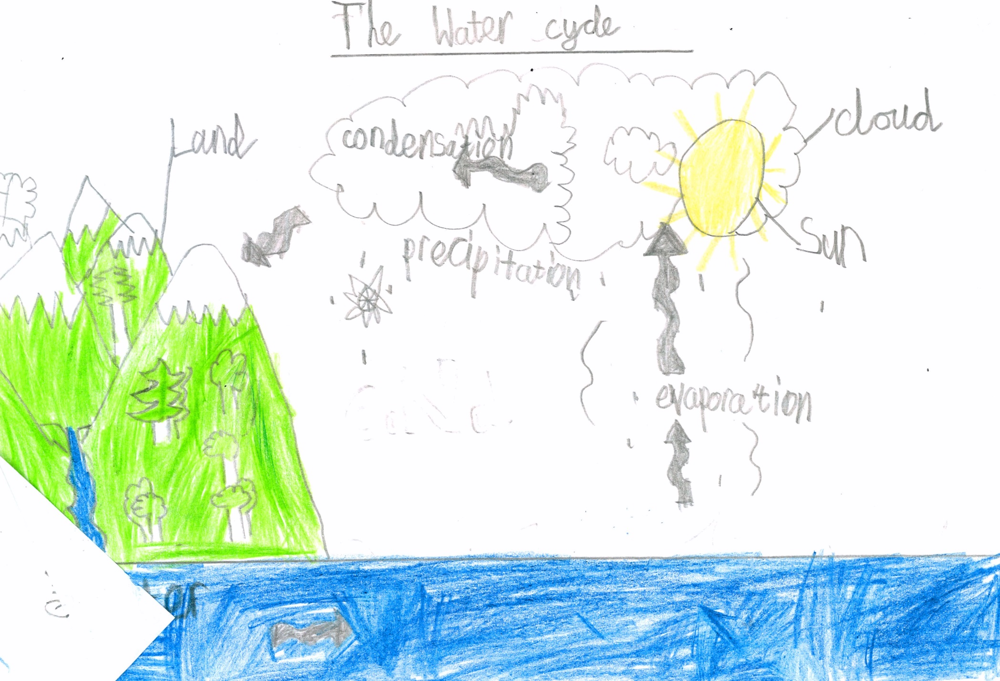 The Water cycle
cloud
Land
condensation
Sun
precipitation
evaporation